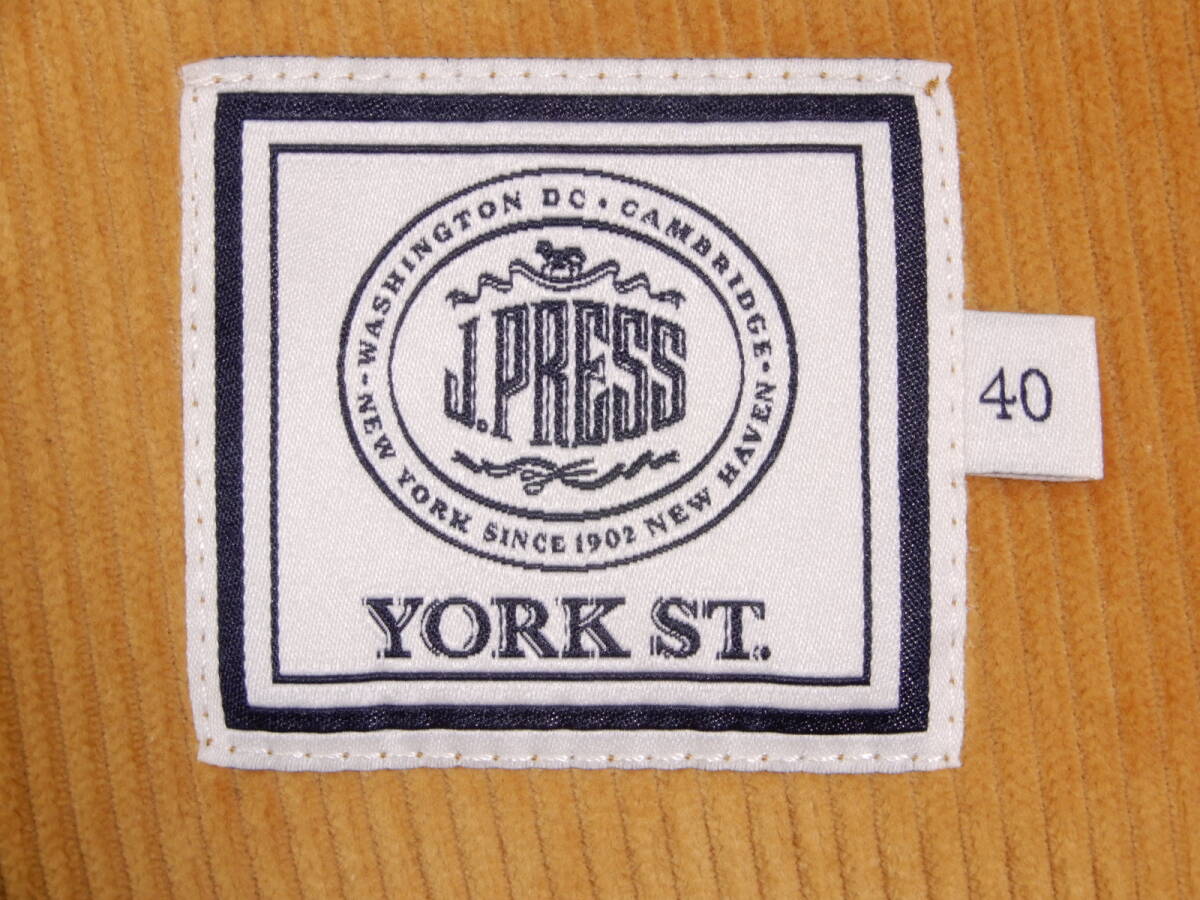 WASHINGTON DC • CAMBRIDGE •
NEW YORK SINCE 1902 NEW HAVEN
J.PRESS
YORK ST.
40